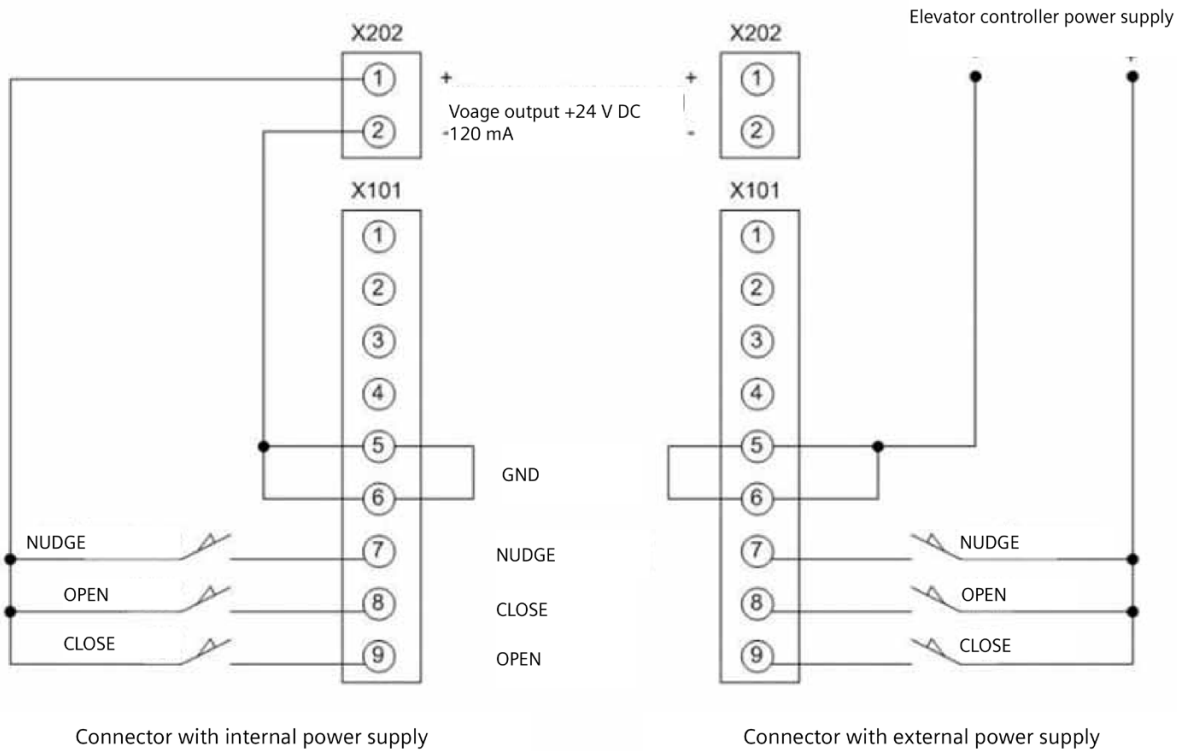 Elevator controller power supply
X202
X202
1
+
+
1
-
+
Voage output +24 V DC
2
-120 mA
-
2
X101
X101
1
1
2
2
3
3
4
4
5
5
GND
6
6
NUDGE
7
NUDGE
7
NUDGE
OPEN
8
CLOSE
8
OPEN
CLOSE
9
OPEN
9
CLOSE
Connector with internal power supply
Connector with external power supply